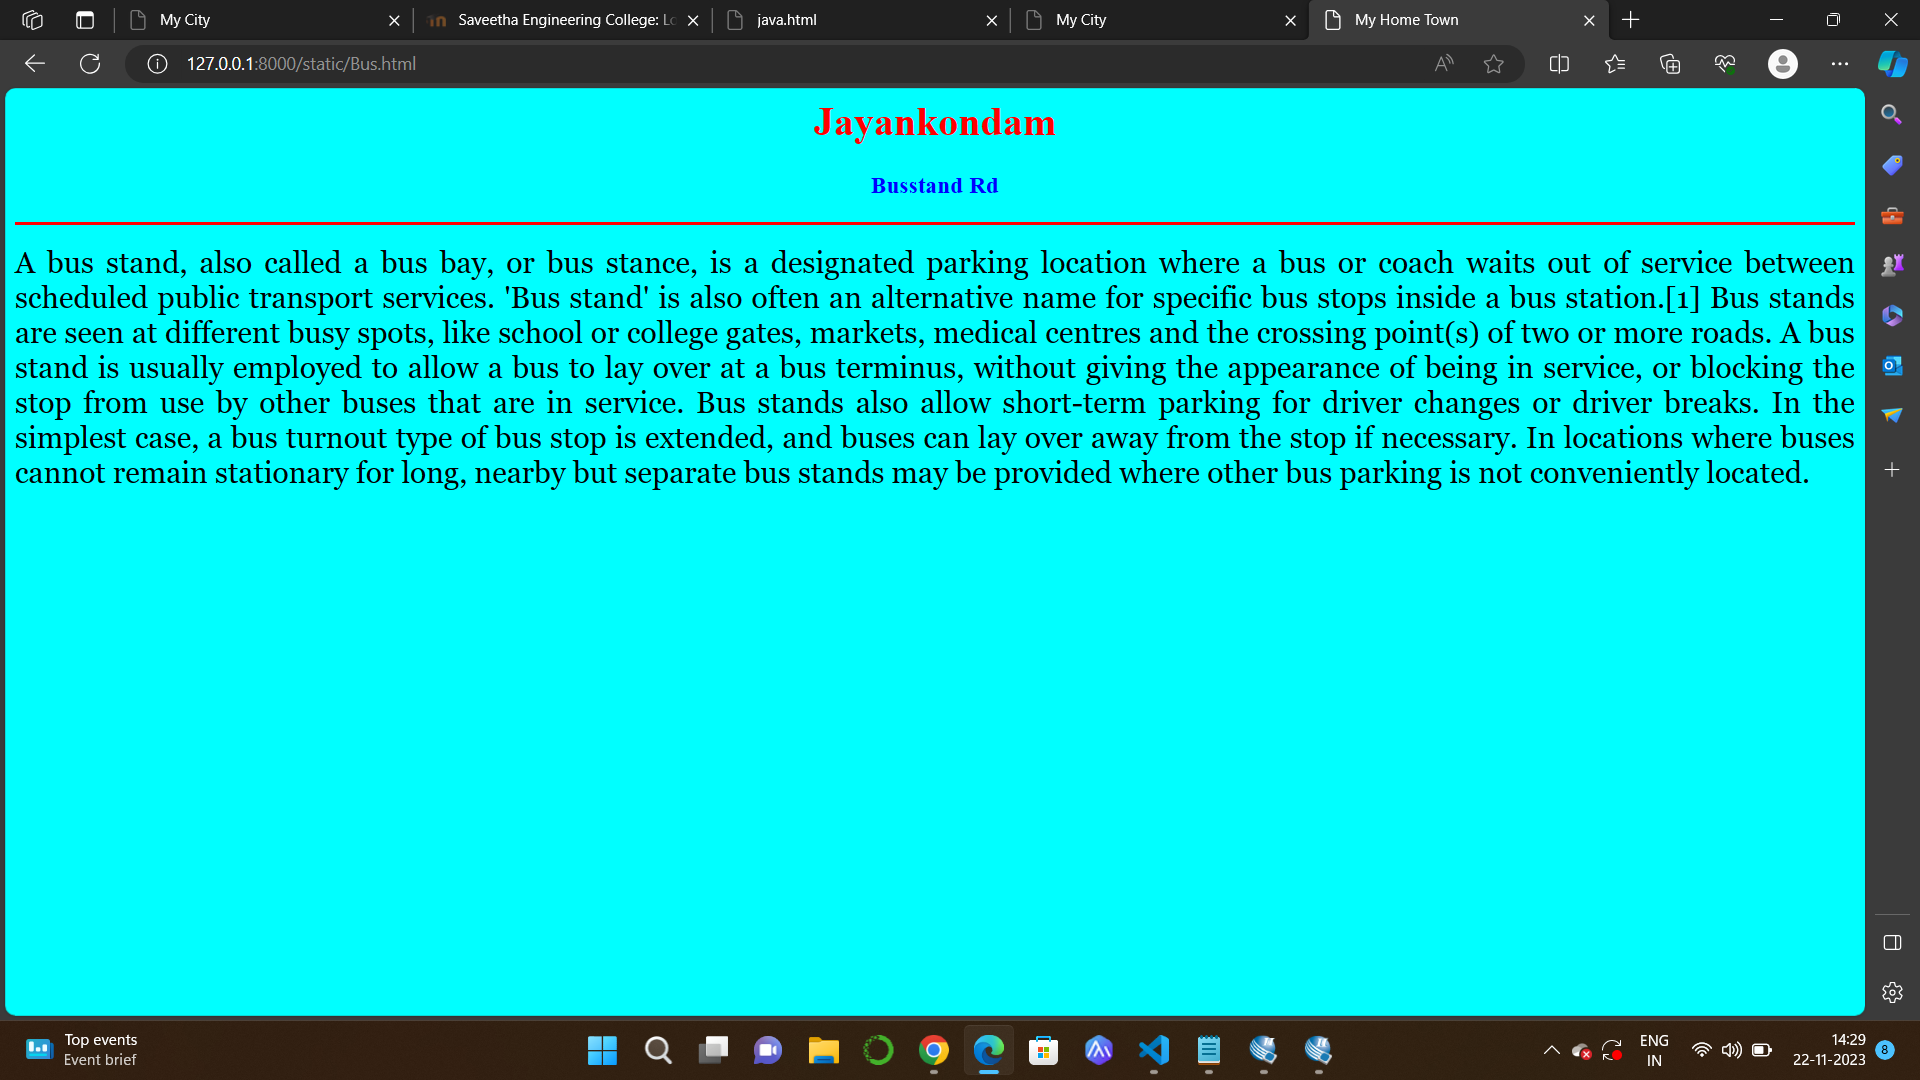 My City
Saveetha Engineering College: Lo
java.html
My City
My Home Town
127.0.0.1:8000/static/Bus.html
Jayankondam
Busstand Rd
A bus stand, also called a bus bay, or bus stance, is a designated parking location where a bus or coach waits out of service between
scheduled public transport services. 'Bus stand' is also often an alternative name for specific bus stops inside a bus station.[1] Bus stands
are seen at different busy spots, like school or college gates, markets, medical centres and the crossing point(s) of two or more roads. A bus
stand is usually employed to allow a bus to lay over at a bus terminus, without giving the appearance of being in service, or blocking the
stop from use by other buses that are in service. Bus stands also allow short-term parking for driver changes or driver breaks. In the
simplest case, a bus turnout type of bus stop is extended, and buses can lay over away from the stop if necessary. In locations where buses
cannot remain stationary for long, nearby but separate bus stands may be provided where other bus parking is not conveniently located.
Top events
Event brief
ENG
IN
14:29
22-11-2023
8